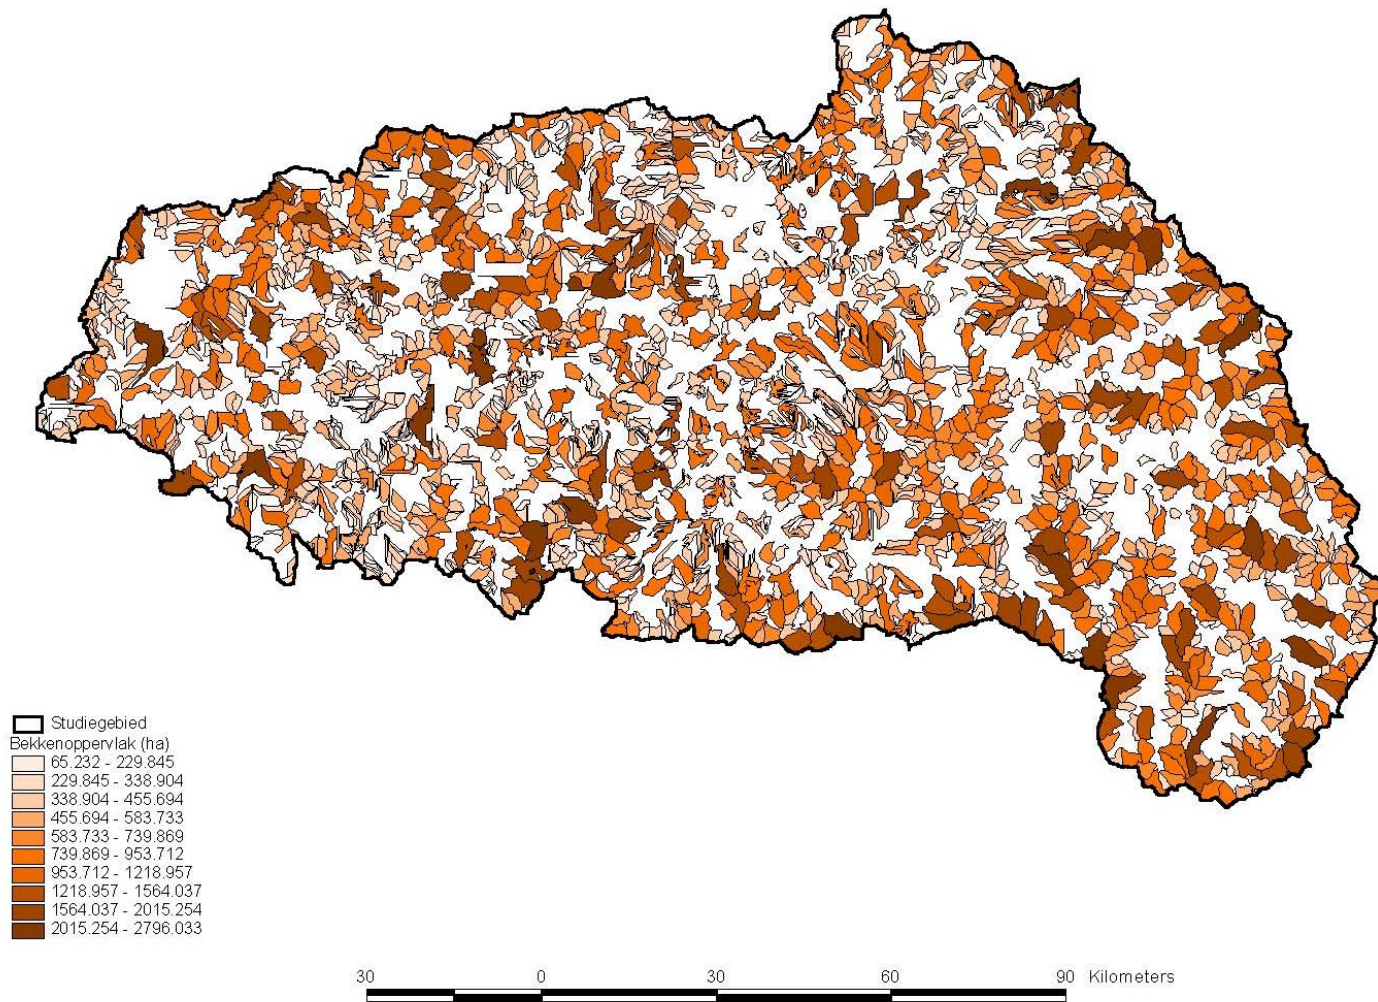 Studiegebied
Bekkenoppervlak (ha)
65.232 - 229.845
229.845 - 338.904
338.904 - 455.694
455.694 - 583.733
583.733 - 739.869
739.869 - 953.712
953.712 - 1218.957
1218.957 - 1564.037
1564.037 - 2015.254
2015.254 - 2796.033
30 0 30 60 90 Kilometers